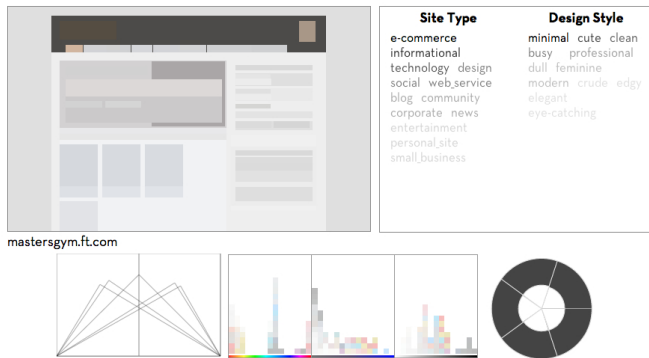 Site Type
e-commerce
informational
technology design
social web_service
blog community
corporate news
entertainment
personal_site
small_business
Design Style
minimal cute clean
busy professional
dull feminine
modern crude edgy
elegant
eye-catching
mastersgym.ft.com